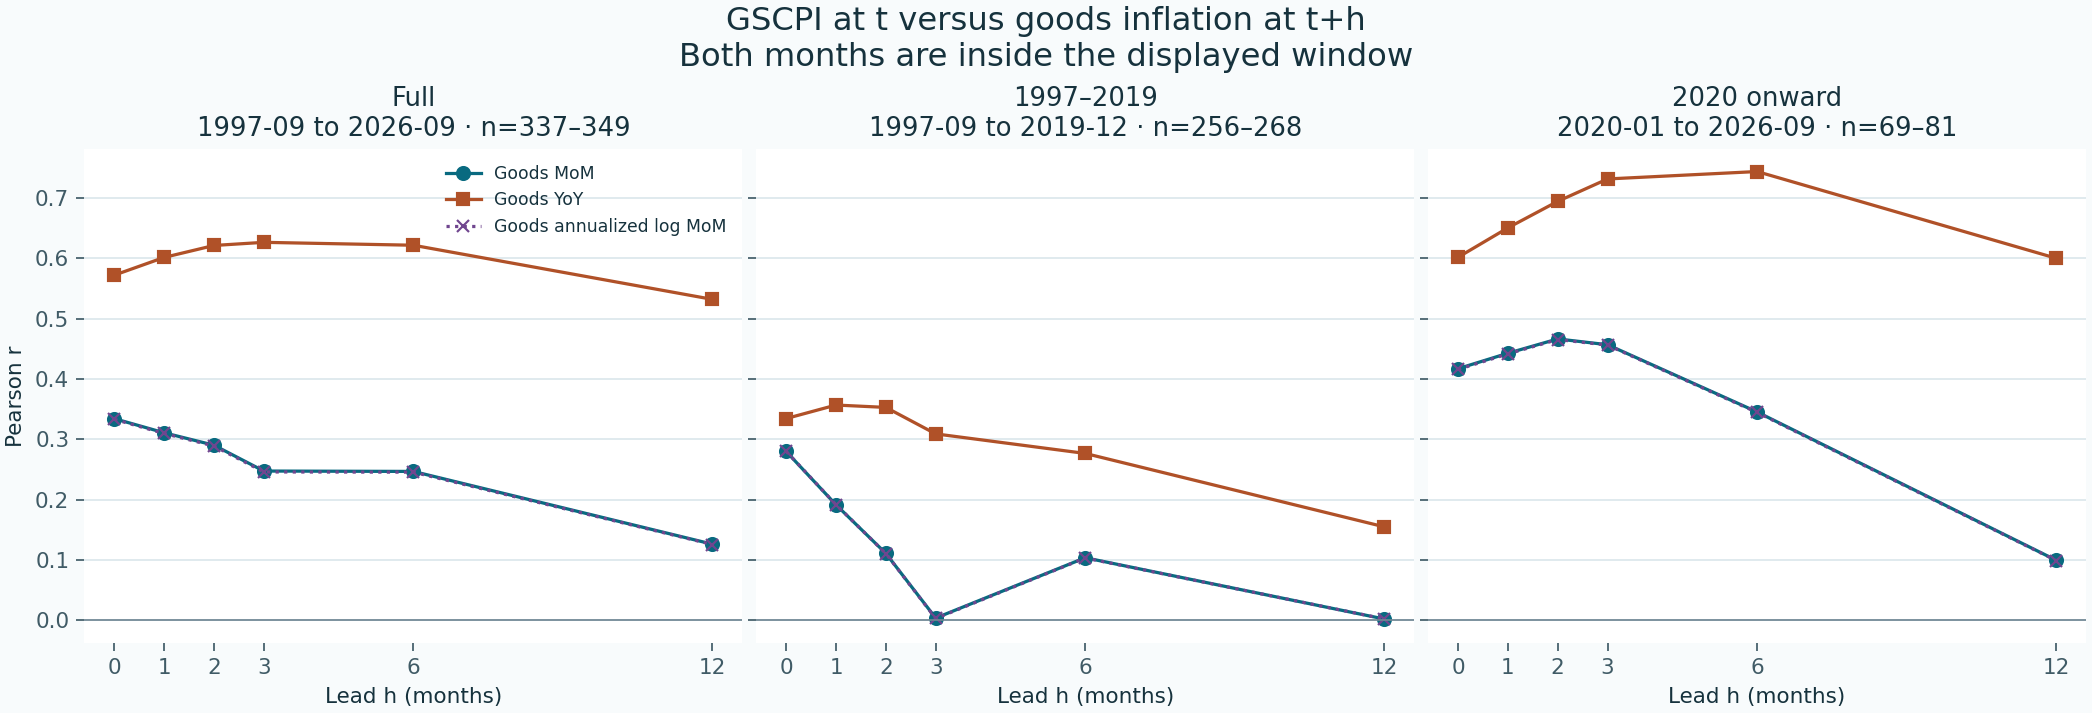 GSCPI at t versus goods inflation at t+h
Both months are inside the displayed window
Full
1997-09 to 2026-09 · n=337–349
1997–2019
1997-09 to 2019-12 · n=256–268
2020 onward
2020-01 to 2026-09 · n=69–81
Goods MoM
Goods YoY
Goods annualized log MoM
Pearson r
0.7
0.6
0.5
0.4
0.3
0.2
0.1
0.0
0 1 2 3 6 12
Lead h (months)
0 1 2 3 6 12
Lead h (months)
0 1 2 3 6 12
Lead h (months)